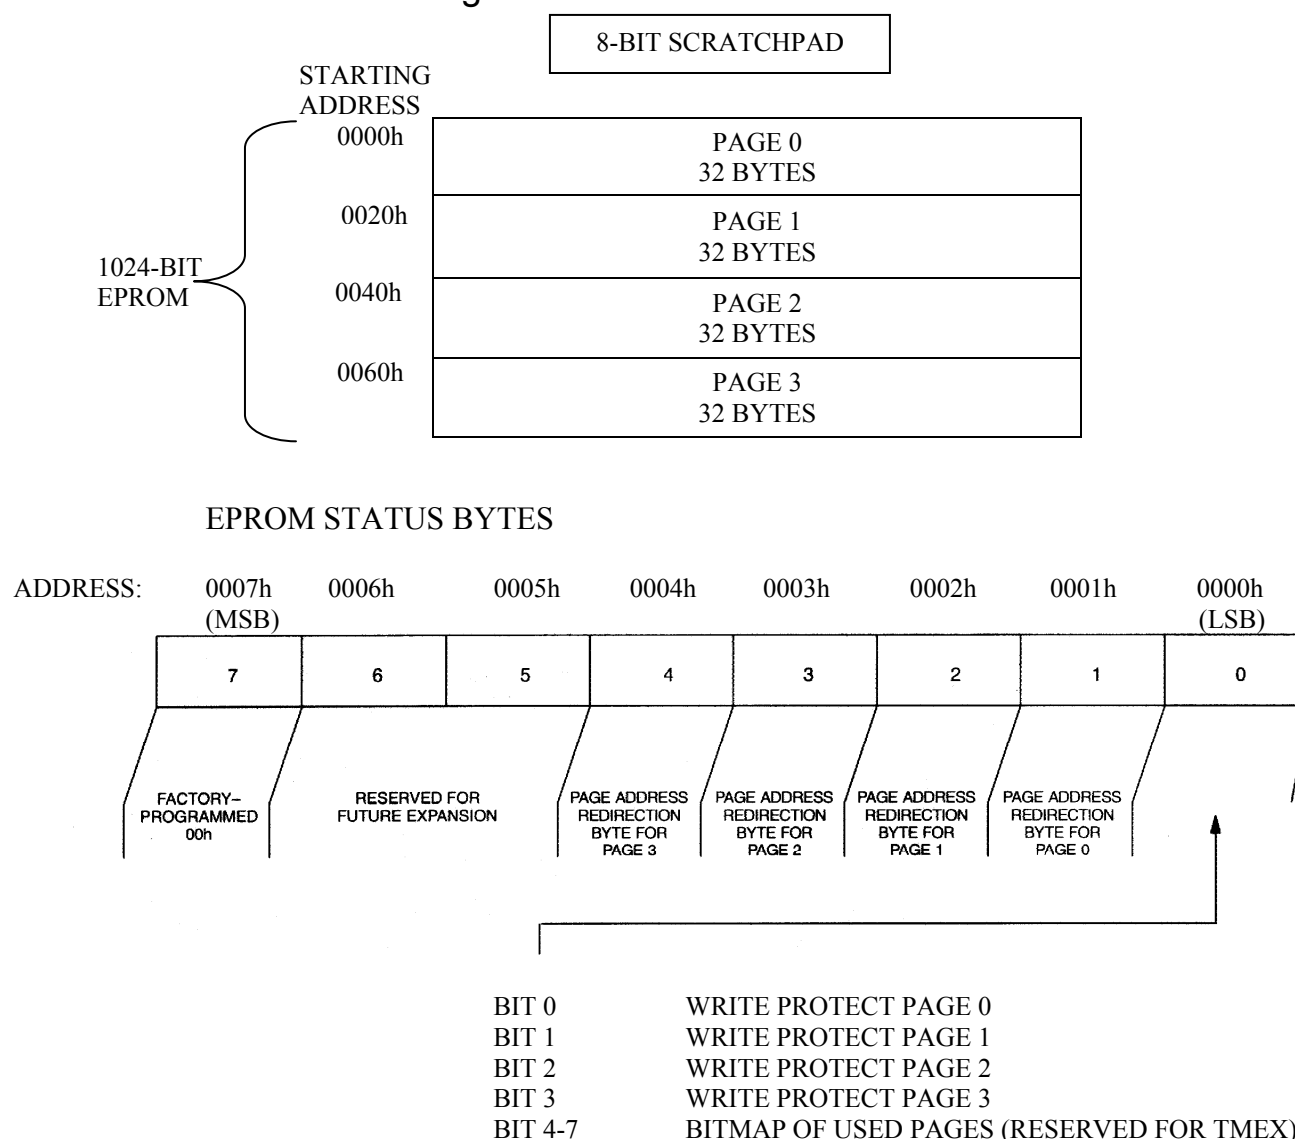 8-BIT SCRATCHPAD
STARTING
ADDRESS
0000h
PAGE 0
32 BYTES
0020h
PAGE 1
32 BYTES
1024-BIT
EPROM
0040h
PAGE 2
32 BYTES
0060h
PAGE 3
32 BYTES
EPROM STATUS BYTES
ADDRESS: 0007h 0006h 0005h 0004h 0003h 0002h 0001h 0000h
(MSB) (LSB)
7 6 5 4 3 2 1 0
FACTORY–
PROGRAMMED
00h
RESERVED FOR
FUTURE EXPANSION
PAGE ADDRESS
REDIRECTION
BYTE FOR
PAGE 3
PAGE ADDRESS
REDIRECTION
BYTE FOR
PAGE 2
PAGE ADDRESS
REDIRECTION
BYTE FOR
PAGE 1
PAGE ADDRESS
REDIRECTION
BYTE FOR
PAGE 0
BIT 0 WRITE PROTECT PAGE 0
BIT 1 WRITE PROTECT PAGE 1
BIT 2 WRITE PROTECT PAGE 2
BIT 3 WRITE PROTECT PAGE 3
BIT 4-7 BITMAP OF USED PAGES (RESERVED FOR TMEX)